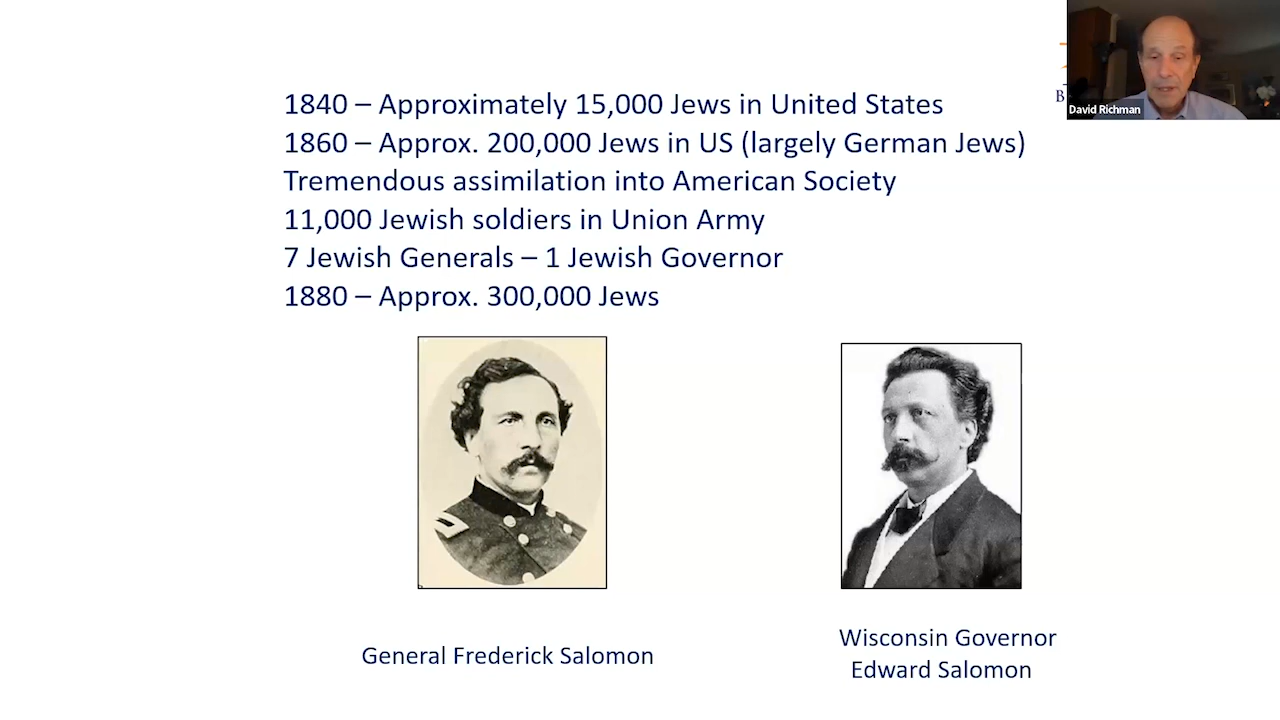 1840 – Approximately 15,000 Jews in United States
1860 – Approx. 200,000 Jews in US (largely German Jews)
Tremendous assimilation into American Society
11,000 Jewish soldiers in Union Army
7 Jewish Generals – 1 Jewish Governor
1880 – Approx. 300,000 Jews
David Richman
General Frederick Salomon
Wisconsin Governor
Edward Salomon